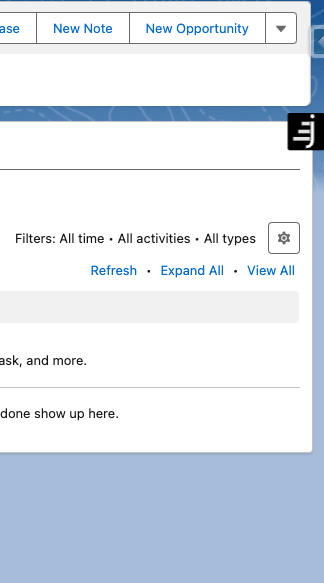 ase New Note New Opportunity
Filters: All time • All activities • All types
Refresh • Expand All • View All
ask, and more.
done show up here.